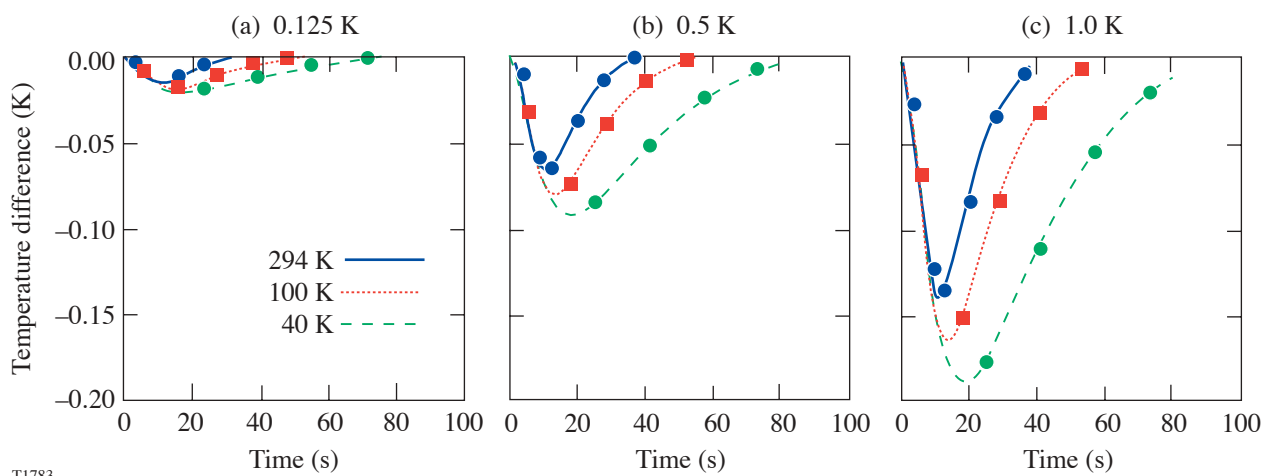 (a) 0.125 K
(b) 0.5 K
(c) 1.0 K
Temperature difference (K)
0.00
–0.05
–0.10
–0.15
–0.20
294 K
100 K
40 K
0 20 40 60 80 100
0 20 40 60 80 100
0 20 40 60 80 100
Time (s)
Time (s)
Time (s)
T1783